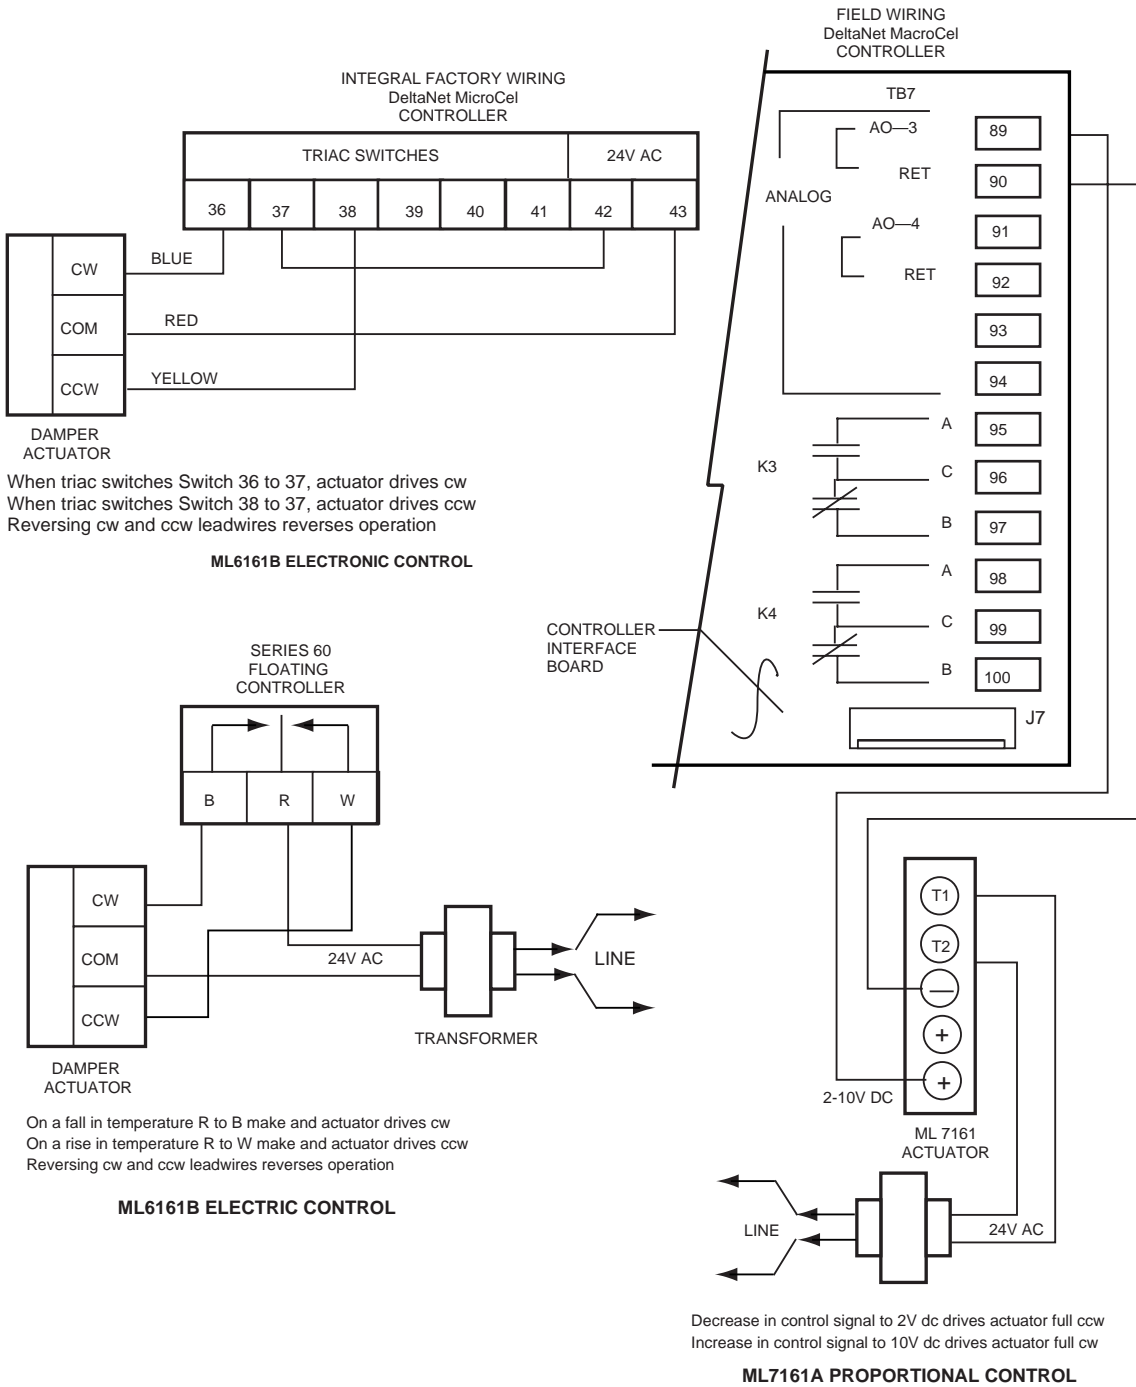 INTEGRAL FACTORY WIRING
DeltaNet MicroCel
CONTROLLER
TRIAC SWITCHES
24V AC
36
37
38
39
40
41
42
43
CW
COM
CCW
BLUE
RED
YELLOW
DAMPER
ACTUATOR
When triac switches Switch 36 to 37, actuator drives cw
When triac switches Switch 38 to 37, actuator drives ccw
Reversing cw and ccw leadwires reverses operation
ML6161B ELECTRONIC CONTROL
SERIES 60
FLOATING
CONTROLLER
B
R
W
CW
COM
CCW
24V AC
LINE
TRANSFORMER
DAMPER
ACTUATOR
On a fall in temperature R to B make and actuator drives cw
On a rise in temperature R to W make and actuator drives ccw
Reversing cw and ccw leadwires reverses operation
ML6161B ELECTRIC CONTROL
FIELD WIRING
DeltaNet MacroCel
CONTROLLER
TB7
AO—3
RET
ANALOG
AO—4
RET
89
90
91
92
93
94
95
96
97
98
99
100
K3
A
C
B
K4
A
C
B
CONTROLLER
INTERFACE
BOARD
J7
T1
T2
—
+
+
2-10V DC
ML 7161
ACTUATOR
LINE
24V AC
Decrease in control signal to 2V dc drives actuator full ccw
Increase in control signal to 10V dc drives actuator full cw
ML7161A PROPORTIONAL CONTROL